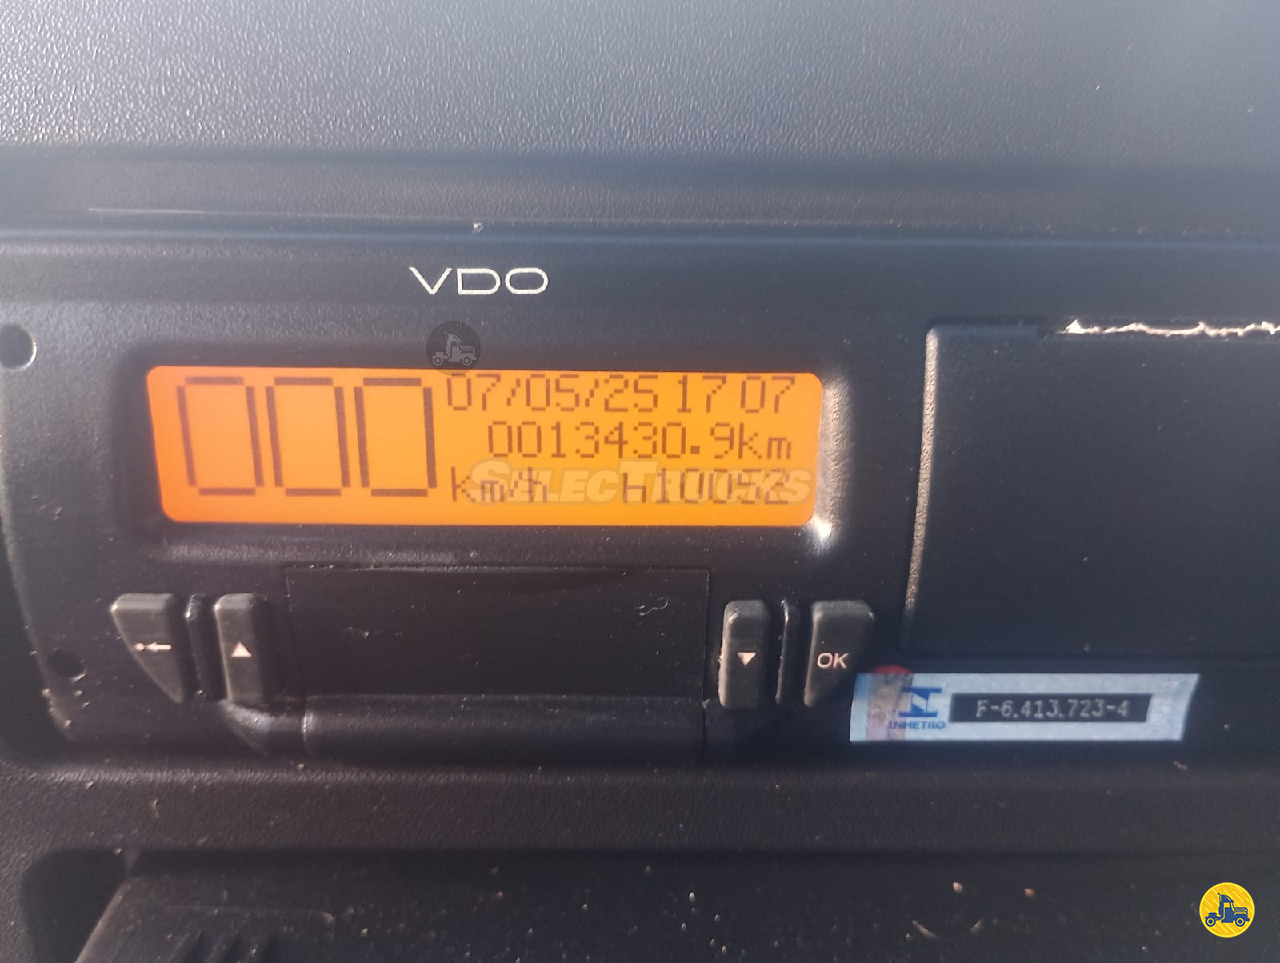 VDO
000 07/05/25 17 07
0013430.9km
km/h
SELECTRUCKS
OK
INMETRO
F-6.413.723-4